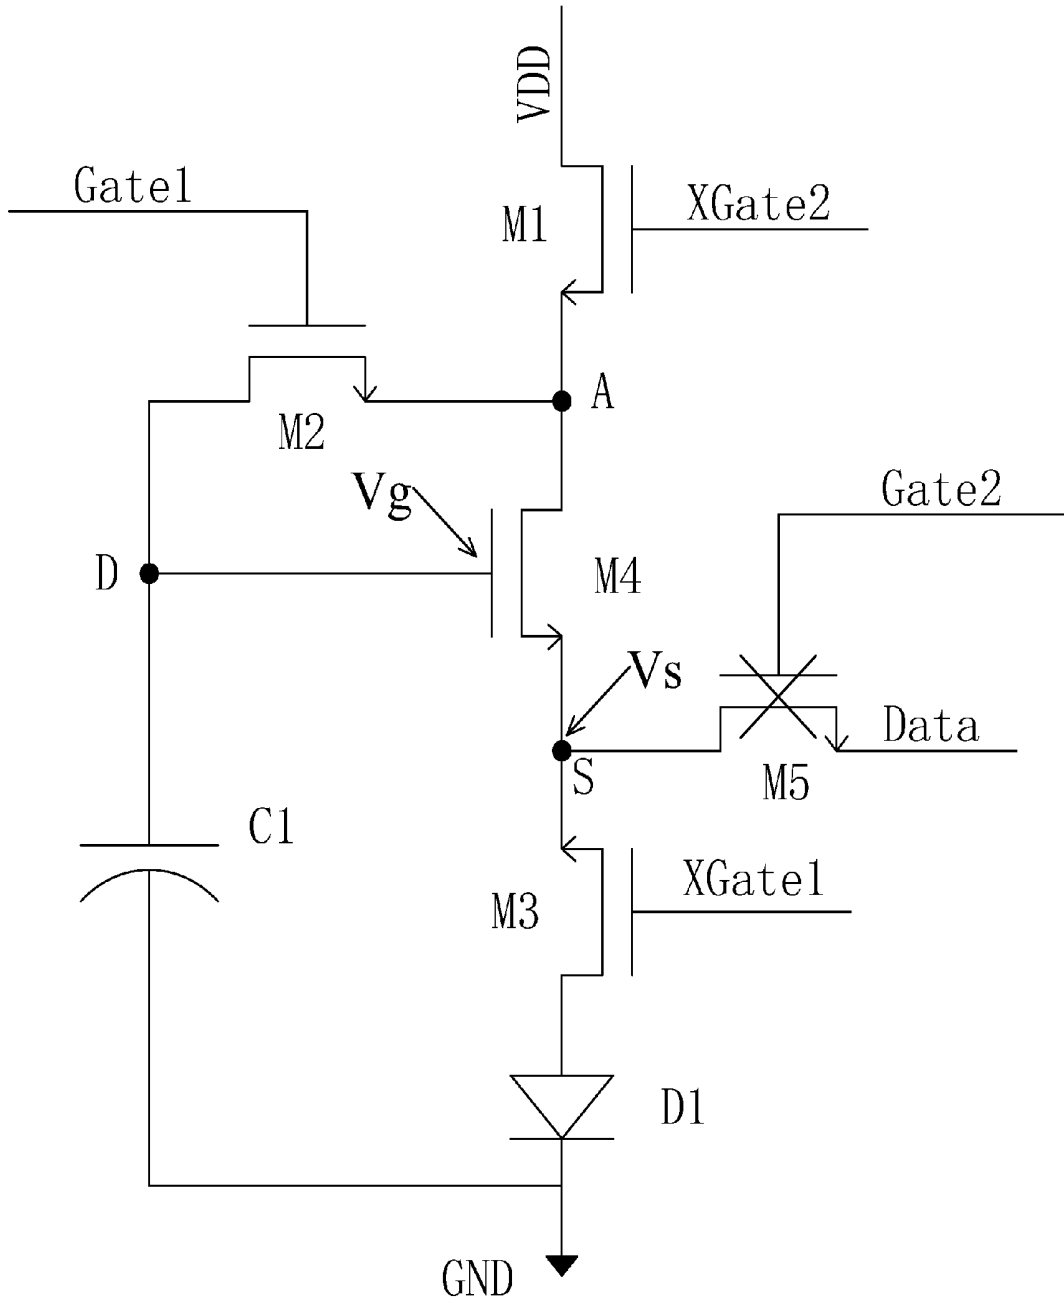 VDD
Gate1
XGate2
M1
A
M2
Vg
Gate2
D
M4
Vs
Data
S
M5
C1
XGate1
M3
D1
GND